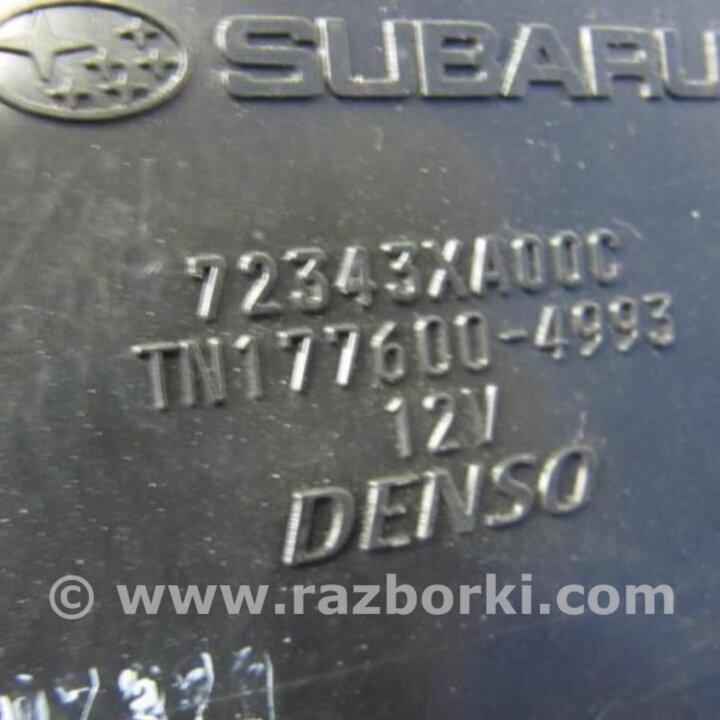 SUBARU
72343XA00C
TN177600-4993
12V
DENSO
© www.razborki.com